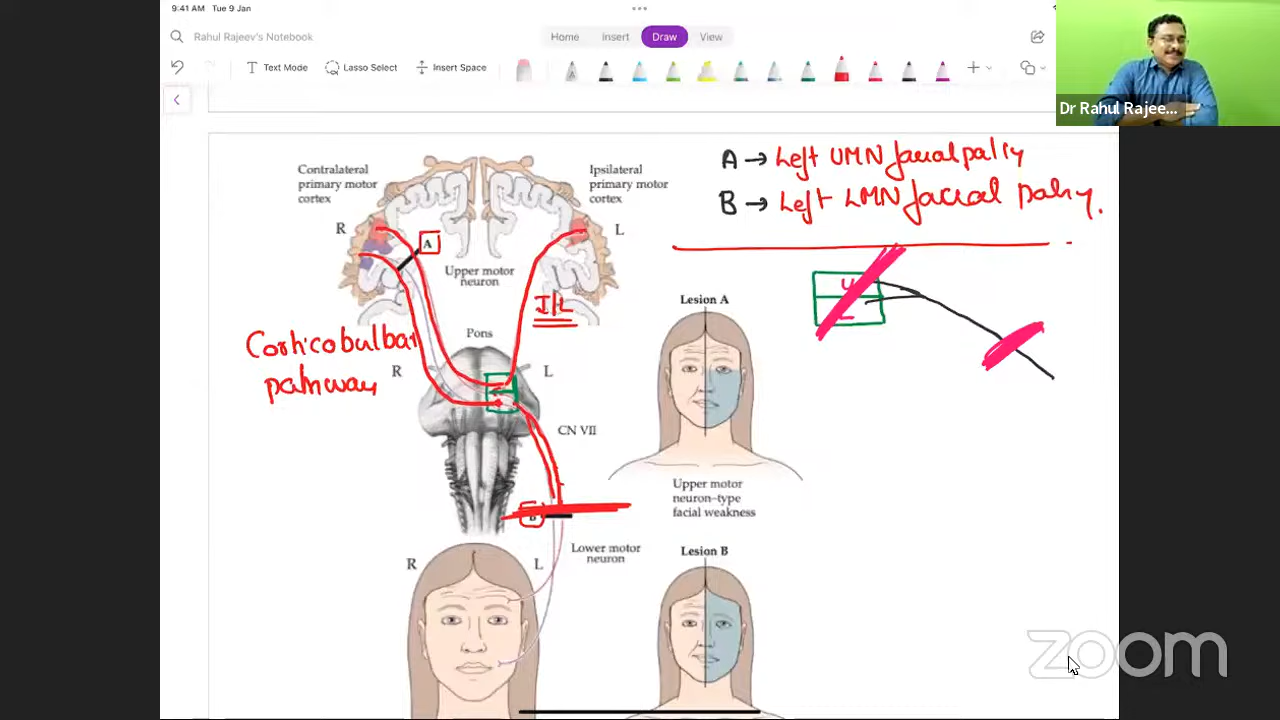 9:41 AM Tue 9 Jan
Rahul Rajeev's Notebook
Home Insert Draw View
Text Mode Lasso Select Insert Space
Dr Rahul Rajee...
Contralateral
primary motor
cortex
Ipsilateral
primary motor
cortex
R
A
L
Upper motor
neuron
I/L
Corticobulbar
pathway
Pons
R
L
CN VII
B
Lower motor
neuron
R
L
A → Left UMN facial palsy
B → Left LMN facial palsy.
U
L
Lesion A
Upper motor
neuron–type
facial weakness
Lesion B
zoom